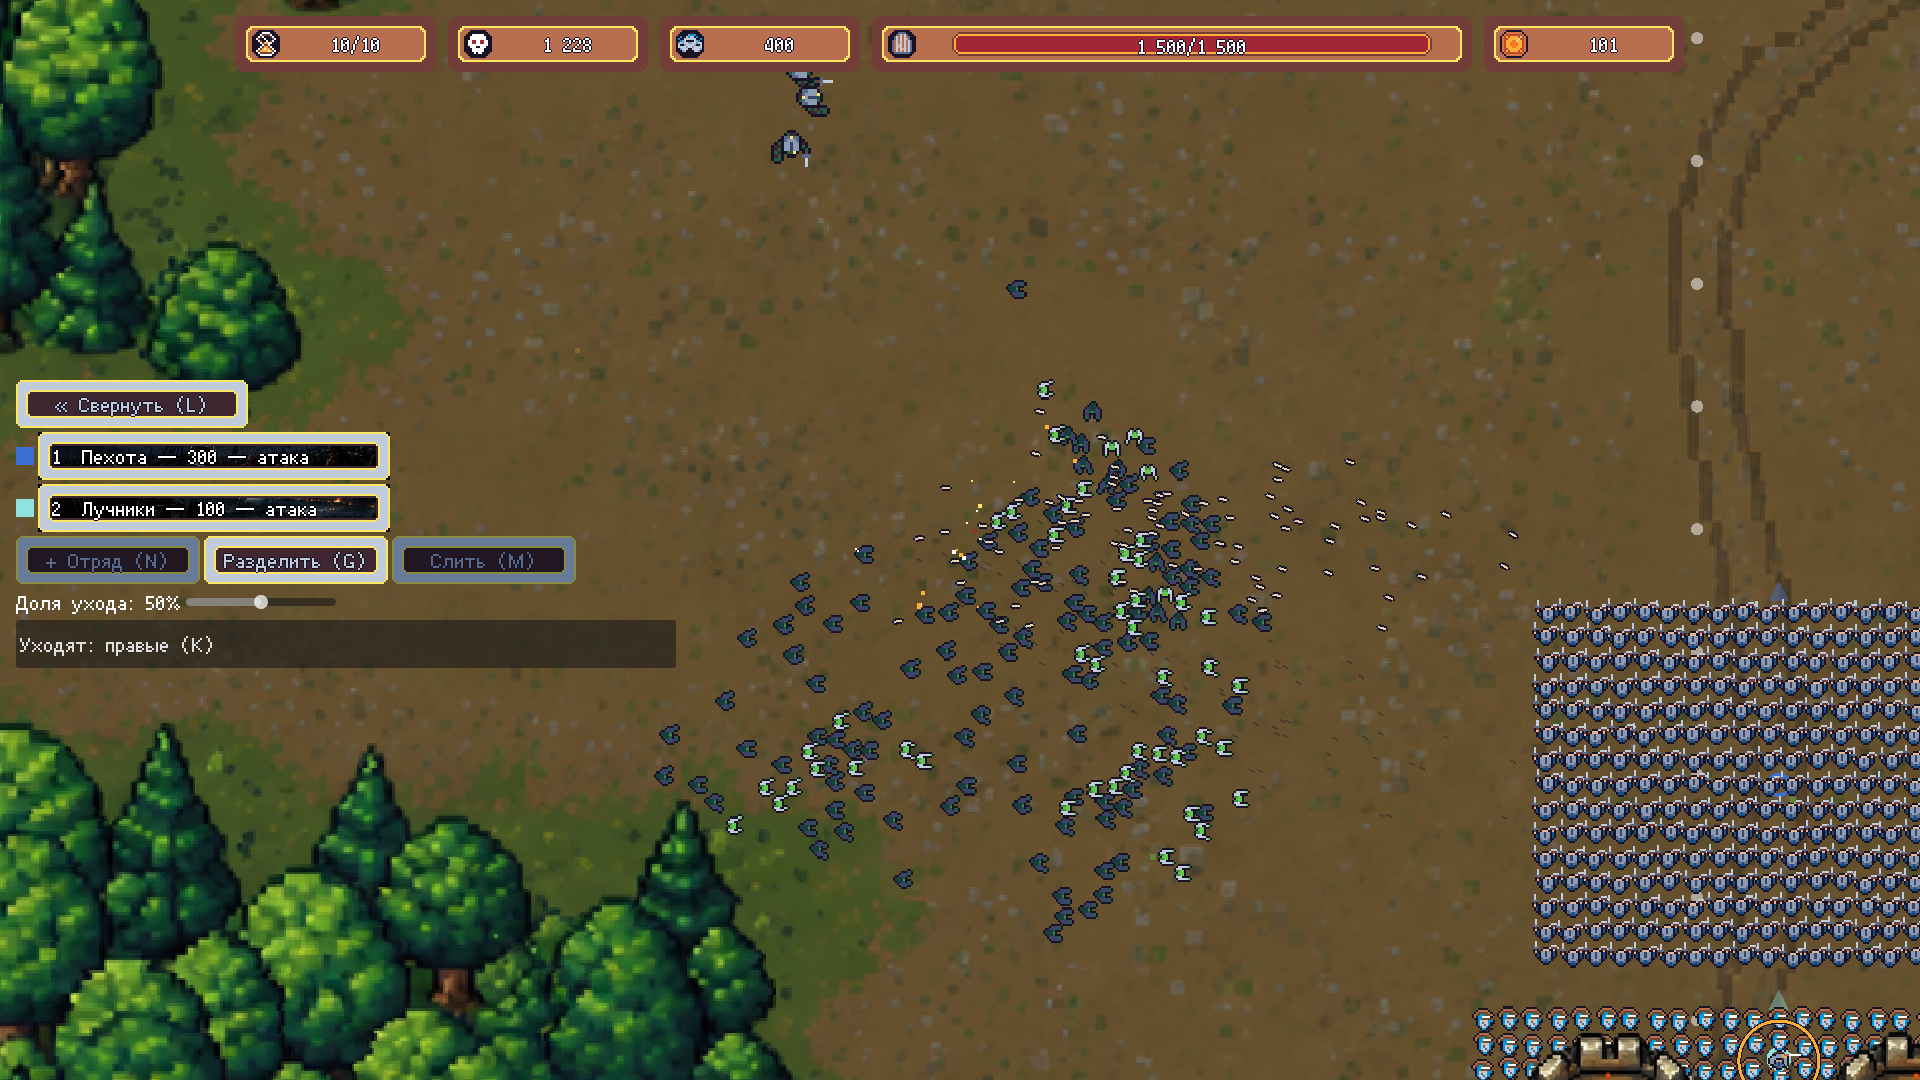 10/10
1 228
400
1 500/1 500
101
« Свернуть (L)
1 Пехота — 300 — атака
2 Лучники — 100 — атака
+ Отряд (N)
Разделить (G)
Слить (M)
Доля ухода: 50%
Уходят: правые (K)